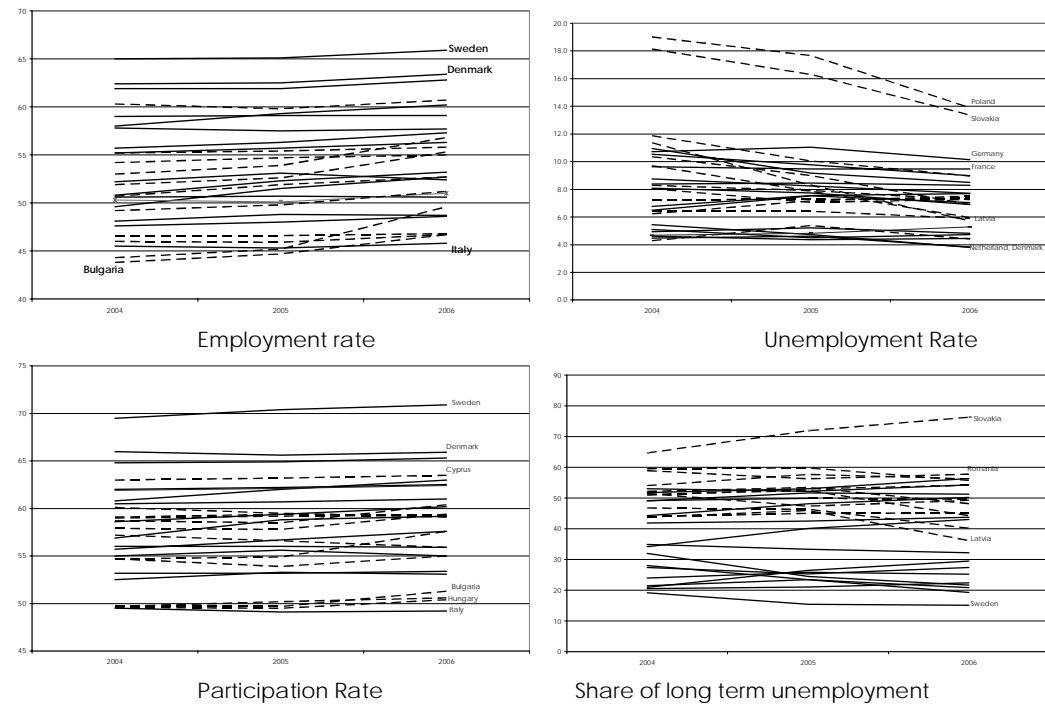 70
65
60
55
50
45
40
Sweden
Denmark
Italy
Bulgaria
2004 2005 2006
Employment rate
20.0
18.0
16.0
14.0
12.0
10.0
8.0
6.0
4.0
2.0
0.0
Poland
Slovakia
Germany
France
Latvia
Netherland, Denmark
2004 2005 2006
Unemployment Rate
75
70
65
60
55
50
45
Sweden
Denmark
Cyprus
Bulgaria
Hungary
Italy
2004 2005 2006
Participation Rate
90
80
70
60
50
40
30
20
10
0
Slovakia
Romania
Latvia
Sweden
2004 2005 2006
Share of long term unemployment